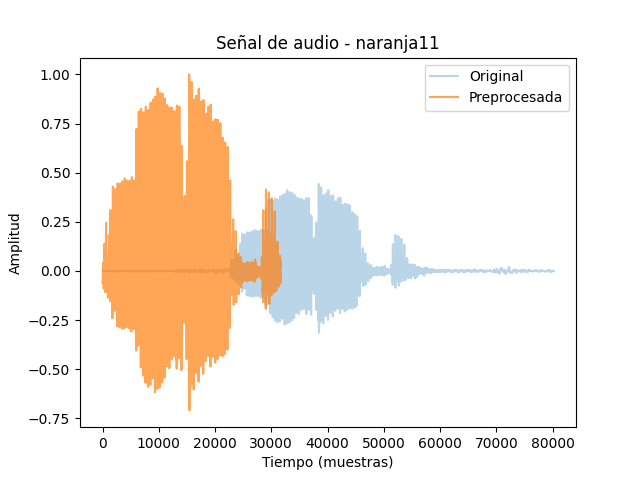 Señal de audio - naranja11
Original
Preprocesada
1.00
0.75
0.50
0.25
0.00
−0.25
−0.50
−0.75
Amplitud
0 10000 20000 30000 40000 50000 60000 70000 80000
Tiempo (muestras)